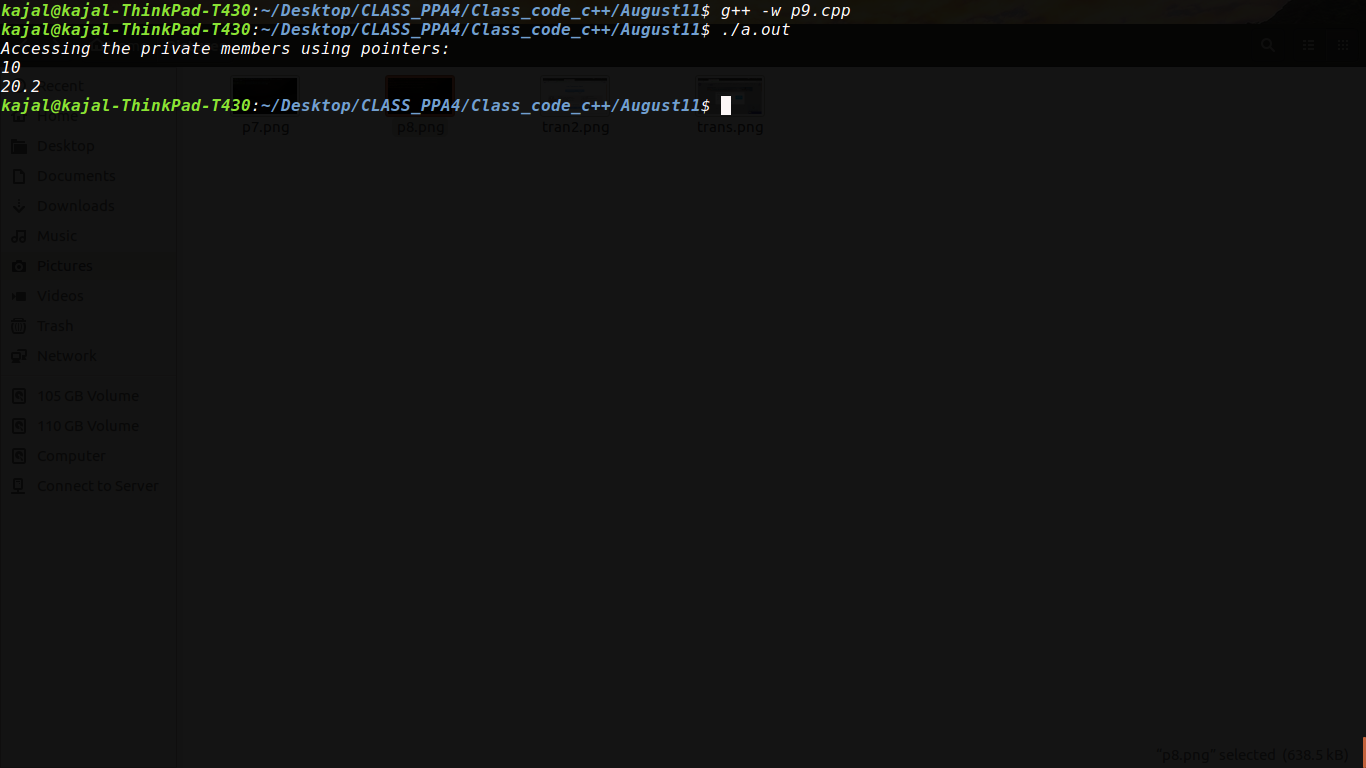 kajal@kajal-ThinkPad-T430:~/Desktop/CLASS_PPA4/Class_code_c++/August11$ g++ -w p9.cpp
kajal@kajal-ThinkPad-T430:~/Desktop/CLASS_PPA4/Class_code_c++/August11$ ./a.out
Accessing the private members using pointers:
10
20.2
kajal@kajal-ThinkPad-T430:~/Desktop/CLASS_PPA4/Class_code_c++/August11$
Recent
Home
Desktop
Documents
Downloads
Music
Pictures
Videos
Trash
Network
105 GB Volume
110 GB Volume
Computer
Connect to Server
p7.png
p8.png
tran2.png
trans.png
"p8.png" selected (638.5 kB)